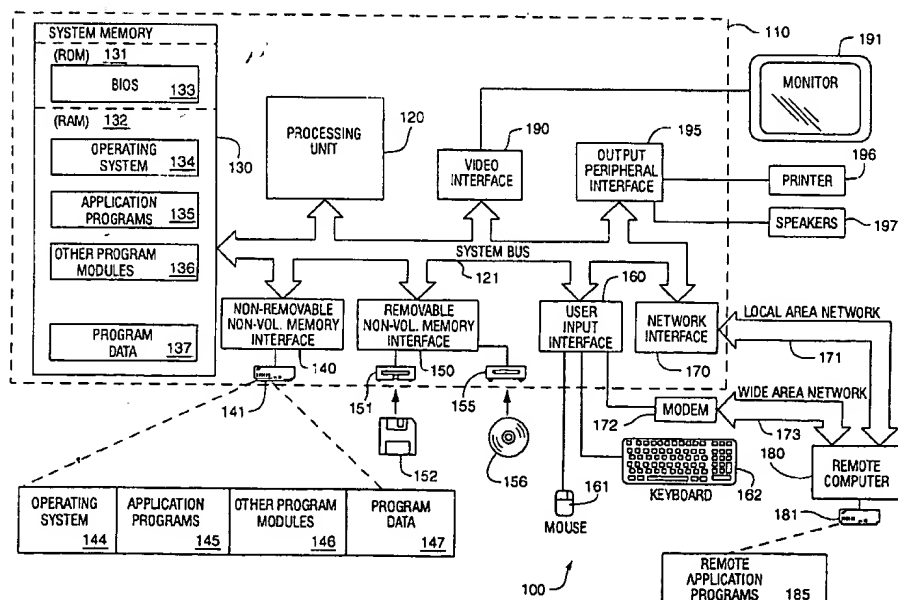 SYSTEM MEMORY
(ROM) 131
BIOS 133
(RAM) 132
OPERATING
SYSTEM 134
APPLICATION
PROGRAMS 135
OTHER PROGRAM
MODULES 136
PROGRAM
DATA 137
130
PROCESSING
UNIT
120
190
VIDEO
INTERFACE
195
OUTPUT
PERIPHERAL
INTERFACE
110
191
MONITOR
196
PRINTER
SPEAKERS
197
SYSTEM BUS
121
NON-REMOVABLE
NON-VOL. MEMORY
INTERFACE
140
REMOVABLE
NON-VOL. MEMORY
INTERFACE
150
160
USER
INPUT
INTERFACE
NETWORK
INTERFACE
170
LOCAL AREA NETWORK
171
WIDE AREA NETWORK
173
MODEM
172
141
151
152
155
156
161
MOUSE
KEYBOARD
162
180
REMOTE
COMPUTER
181
OPERATING
SYSTEM 144
APPLICATION
PROGRAMS 145
OTHER PROGRAM
MODULES 146
PROGRAM
DATA 147
100
REMOTE
APPLICATION
PROGRAMS 185